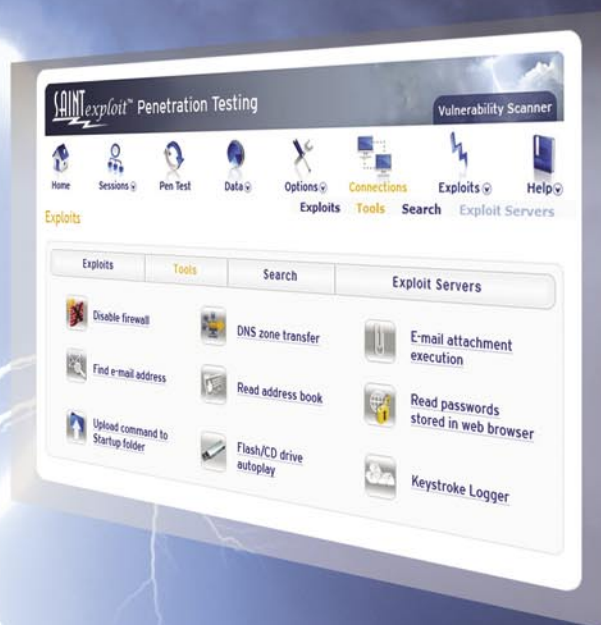 SAINTexploit™ Penetration Testing
Vulnerability Scanner
Home Sessions Pen Test Data Options Connections Exploits Help
Exploits Tools Search Exploit Servers
Exploits
Exploits Tools Search Exploit Servers
Disable firewall
DNS zone transfer
E-mail attachment
execution
Find e-mail address
Read address book
Read passwords
stored in web browser
Upload command to
Startup folder
Flash/CD drive
autoplay
Keystroke Logger